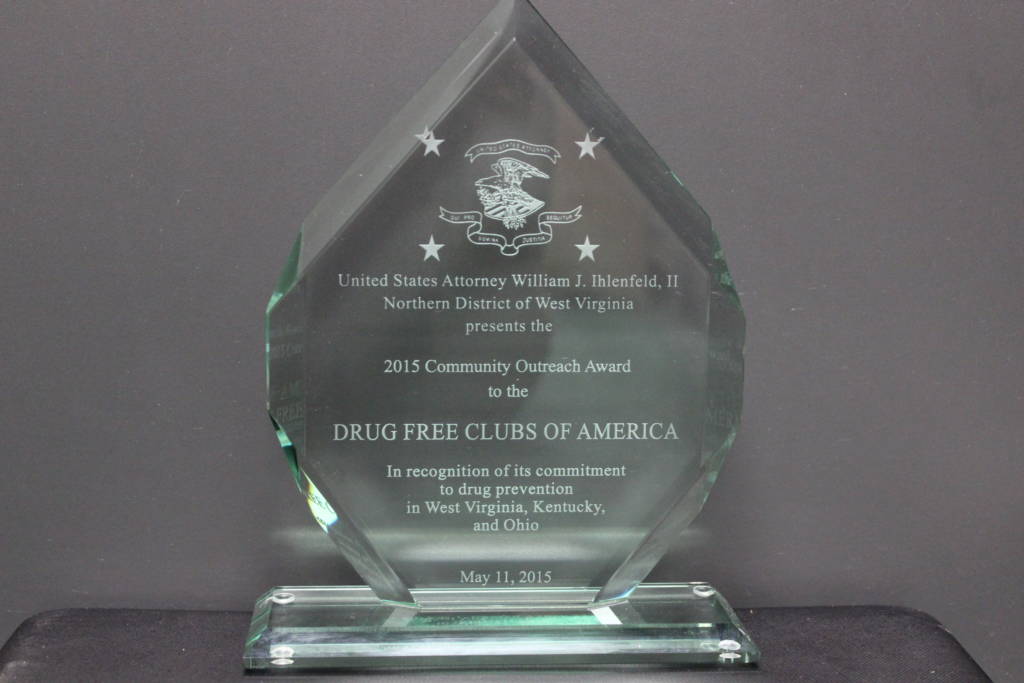 UNITED STATES ATTORNEY
QUI PRO SEQUITUR
DOMINA JUSTITIA
United States Attorney William J. Ihlenfeld, II
Northern District of West Virginia
presents the
2015 Community Outreach Award
to the
DRUG FREE CLUBS OF AMERICA
In recognition of its commitment
to drug prevention
in West Virginia, Kentucky,
and Ohio
May 11, 2015